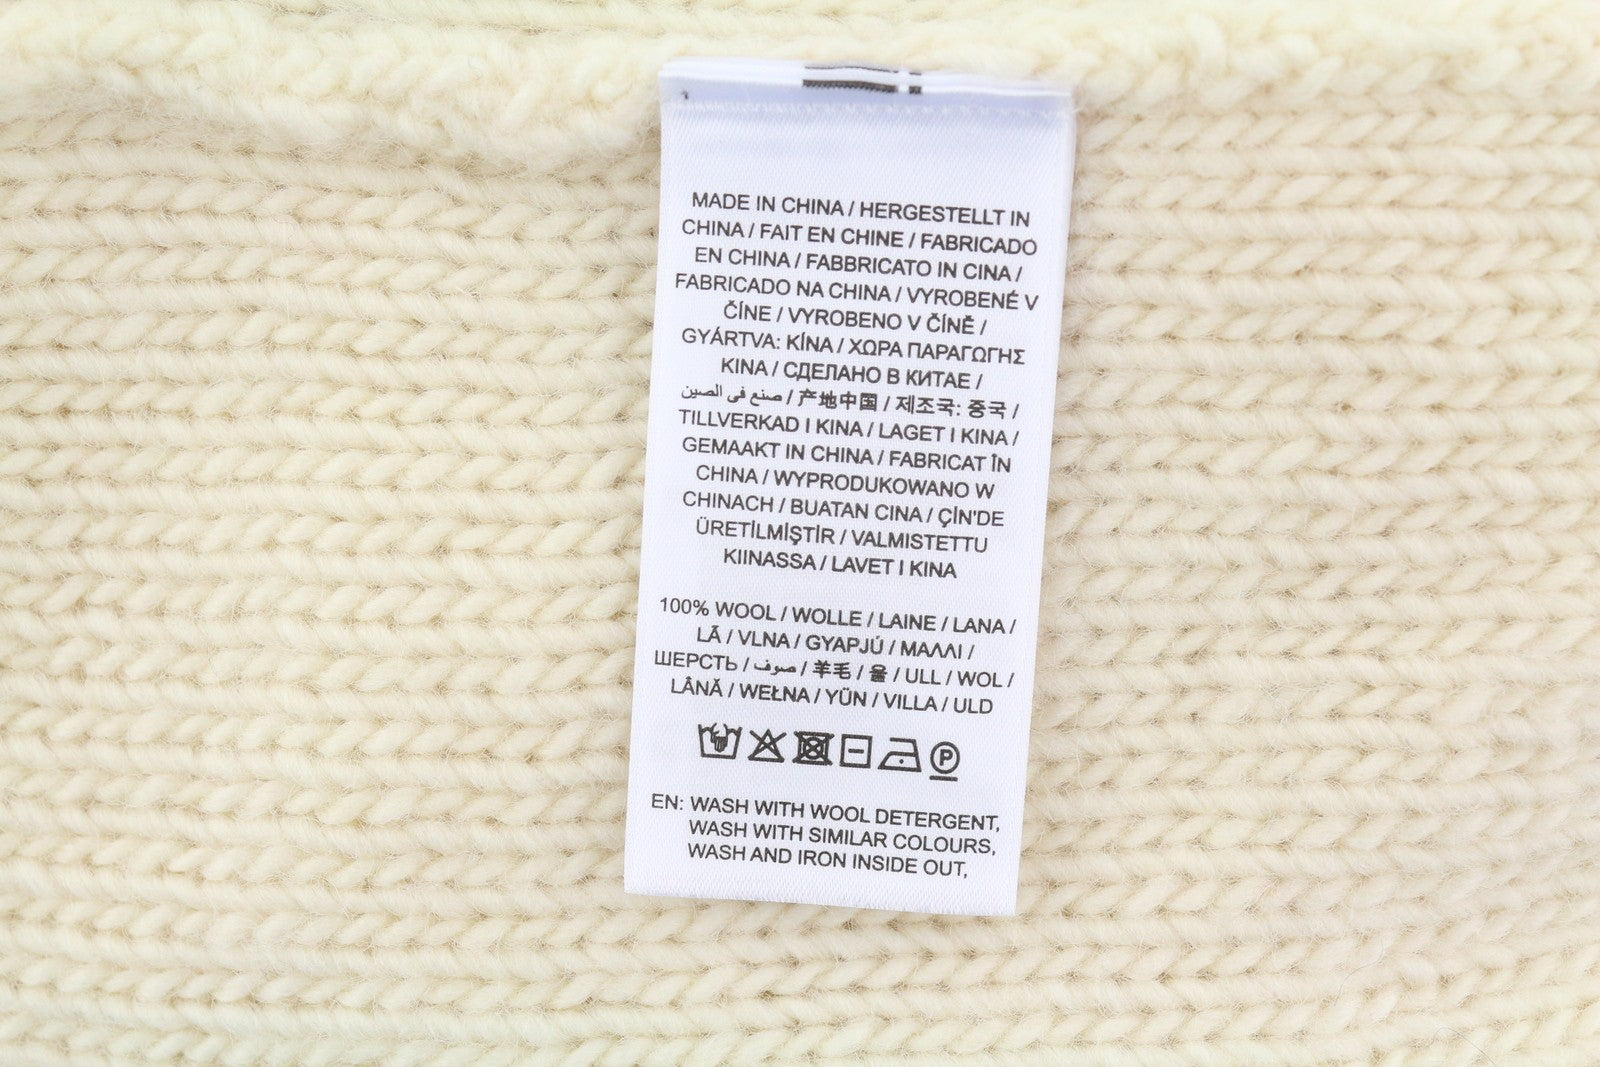 MADE IN CHINA / HERGESTELLT IN
CHINA / FAIT EN CHINE / FABRICADO
EN CHINA / FABBRICATO IN CINA /
FABRICADO NA CHINA / VYROBENÉ V
ČÍNE / VYROBENO V ČÍNĚ /
GYÁRTVA: KÍNA / ΧΩΡΑ ΠΑΡΑΓΩΓΗΣ
KINA / СДЕЛАНО В КИТАЕ /
صنع في الصين / 产地中国 / 제조국: 중국 /
TILLVERKAD I KINA / LAGET I KINA /
GEMAAKT IN CHINA / FABRICAT ÎN
CHINA / WYPRODUKOWANO W
CHINACH / BUATAN CINA / ÇİN'DE
ÜRETİLMİŞTİR / VALMISTETTU
KIINASSA / LAVET I KINA
100% WOOL / WOLLE / LAINE / LANA /
LÃ / VLNA / GYAPJÚ / ΜΑΛΛΙ /
ШЕРСТЬ / صوف / 羊毛 / 울 / ULL / WOL /
LÂNĂ / WEŁNA / YÜN / VILLA / ULD
P
EN: WASH WITH WOOL DETERGENT,
WASH WITH SIMILAR COLOURS,
WASH AND IRON INSIDE OUT,